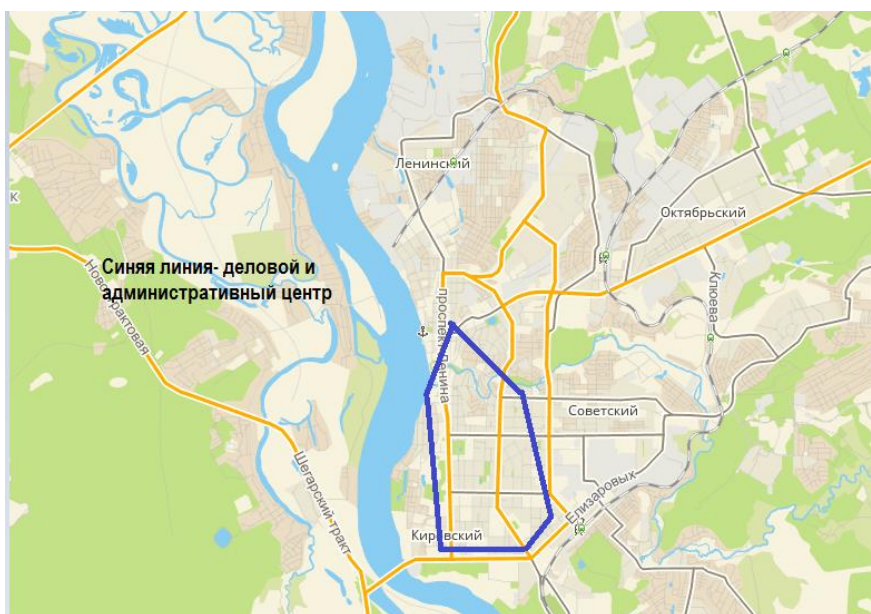 Ленинский
К
Октябрьский
Синяя линия- деловой и
административный центр
Новотрактовая
Клюева
проспект Ленина
Советский
Шегарский тракт
Елизаровых
Кировский